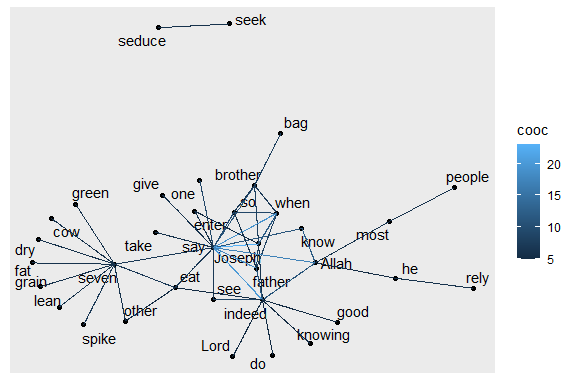 seek
seduce
bag
brother
people
green
give
one
so
when
cow
enter
know
most
dry
take
say
Joseph
Allah
he
fat
grain
seven
eat
father
rely
lean
other
see
indeed
good
spike
knowing
Lord
do
cooc
20
15
10
5